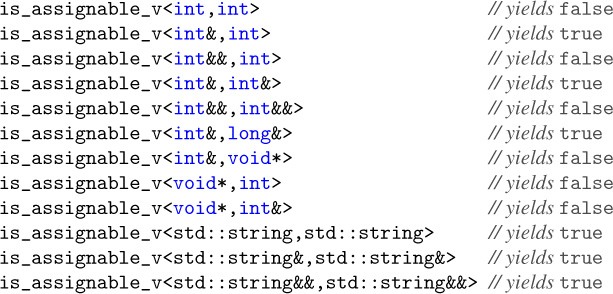 is_assignable_v<int,int> // yields false
is_assignable_v<int&,int> // yields true
is_assignable_v<int&&,int> // yields false
is_assignable_v<int&,int&> // yields true
is_assignable_v<int&&,int&&> // yields false
is_assignable_v<int&,long&> // yields true
is_assignable_v<int&,void*> // yields false
is_assignable_v<void*,int> // yields false
is_assignable_v<void*,int&> // yields false
is_assignable_v<std::string,std::string> // yields true
is_assignable_v<std::string&,std::string&> // yields true
is_assignable_v<std::string&&,std::string&&> // yields true